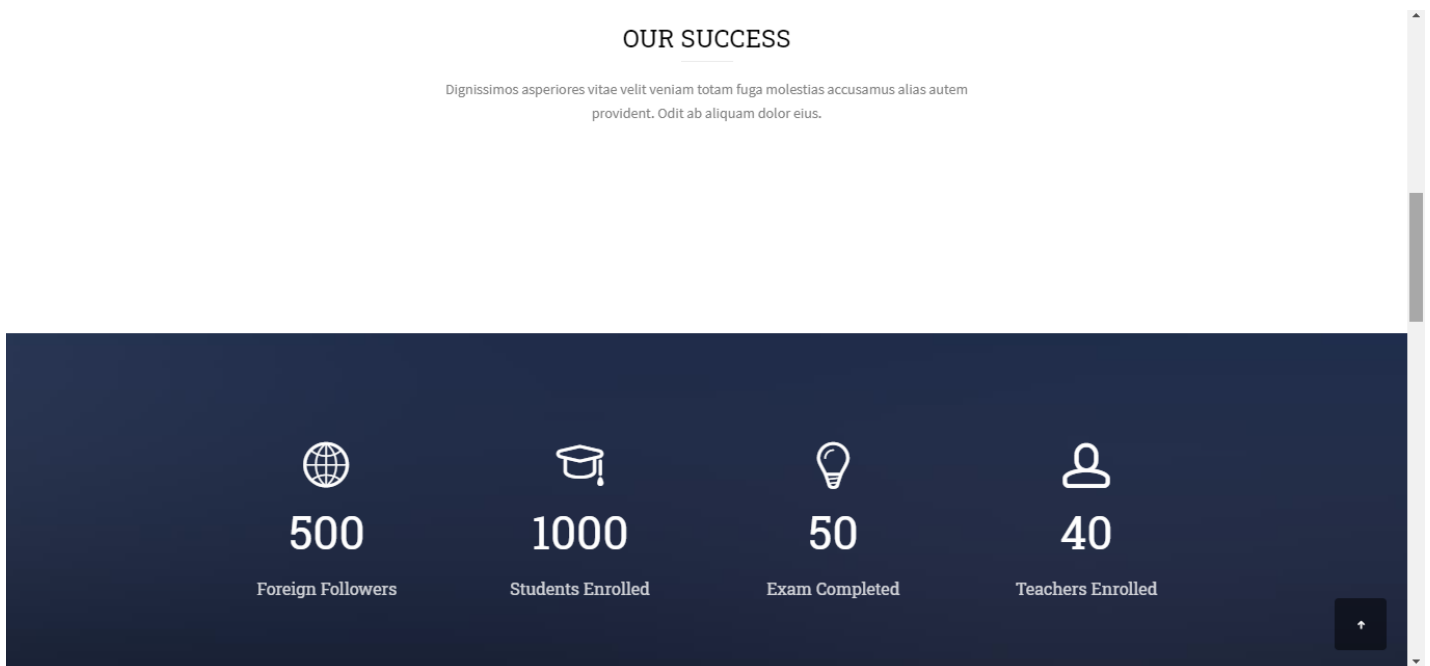 OUR SUCCESS
Dignissimos asperiores vitae velit veniam totam fuga molestias accusamus alias autem
provident. Odit ab aliquam dolor eius.
500
1000
50
40
Foreign Followers
Students Enrolled
Exam Completed
Teachers Enrolled